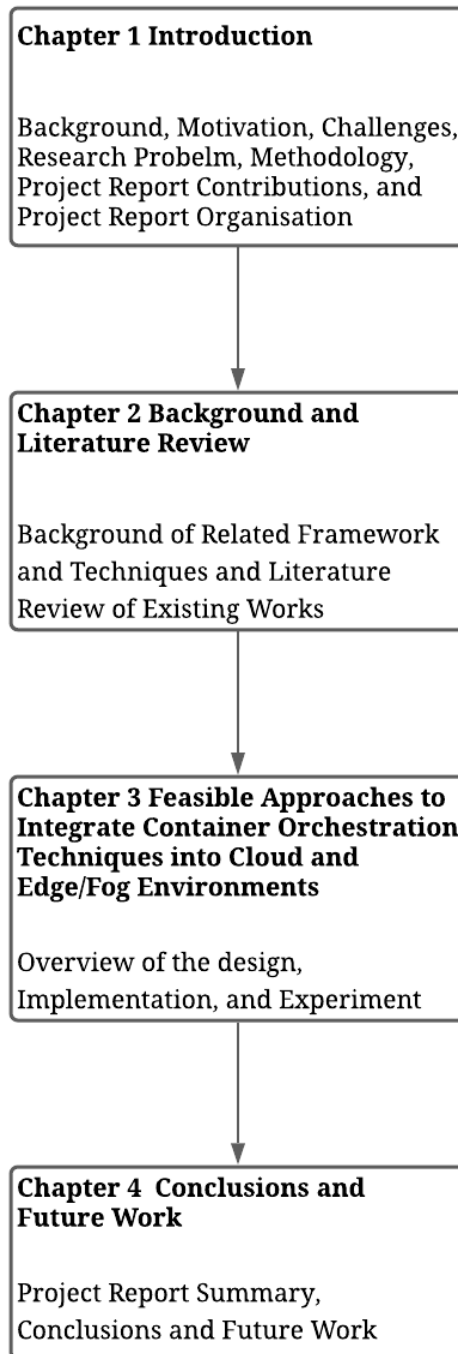 Chapter 1 Introduction
Background, Motivation, Challenges,
Research Probelm, Methodology,
Project Report Contributions, and
Project Report Organisation
Chapter 2 Background and
Literature Review
Background of Related Framework
and Techniques and Literature
Review of Existing Works
Chapter 3 Feasible Approaches to
Integrate Container Orchestration
Techniques into Cloud and
Edge/Fog Environments
Overview of the design,
Implementation, and Experiment
Chapter 4  Conclusions and
Future Work
Project Report Summary,
Conclusions and Future Work